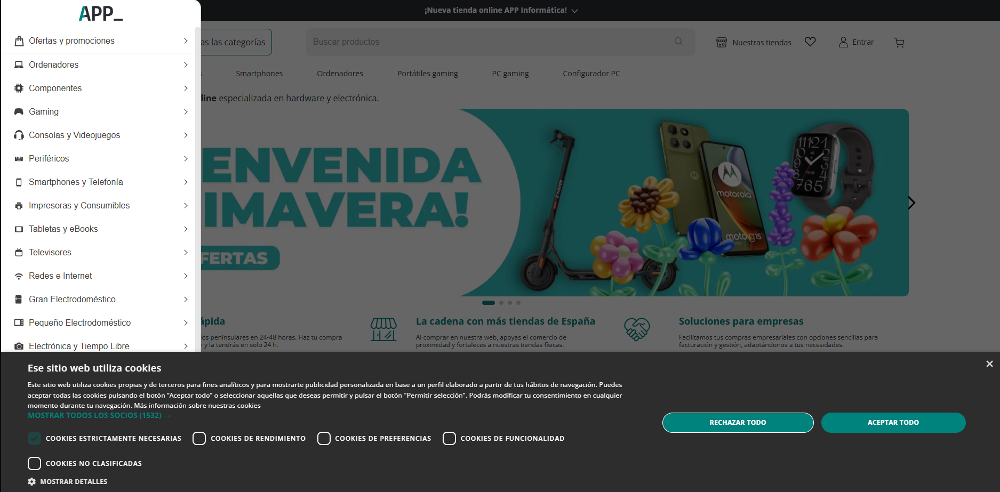 APP_
¡Nueva tienda online APP Informática!
Ofertas y promociones
Ordenadores
Componentes
Gaming
Consolas y Videojuegos
Periféricos
Smartphones y Telefonía
Impresoras y Consumibles
Tabletas y eBooks
Televisores
Redes e Internet
Gran Electrodoméstico
Pequeño Electrodoméstico
Electrónica y Tiempo Libre
as las categorías
Buscar productos
Nuestras tiendas
Entrar
s
Smartphones
Ordenadores
Portátiles gaming
PC gaming
Configurador PC
line especializada en hardware y electrónica.
ENVENIDA
IMAVERA!
FERTAS
motorola
moto g15
POWER
11 12 1
765
ápida
los peninsulares en 24-48 horas. Haz tu compra
y la tendrás en solo 24 h.
La cadena con más tiendas de España
Al comprar en nuestra web, apoyas el comercio de
proximidad y fortaleces a nuestras tiendas físicas.
Soluciones para empresas
Facilitamos tus compras empresariales con opciones sencillas para
facturación y gestión, adaptándonos a tus necesidades.
Ese sitio web utiliza cookies
Este sitio web utiliza cookies propias y de terceros para fines analíticos y para mostrarte publicidad personalizada en base a un perfil elaborado a partir de tus hábitos de navegación. Puedes
aceptar todas las cookies pulsando el botón “Aceptar todo” o seleccionar aquellas que deseas permitir y pulsar el botón "Permitir selección". Podrás modificar tu consentimiento en cualquier
momento durante tu navegación. Más información sobre nuestras cookies
MOSTRAR TODOS LOS SOCIOS (1532) →
COOKIES ESTRICTAMENTE NECESARIAS
COOKIES DE RENDIMIENTO
COOKIES DE PREFERENCIAS
COOKIES DE FUNCIONALIDAD
COOKIES NO CLASIFICADAS
MOSTRAR DETALLES
RECHAZAR TODO
ACEPTAR TODO